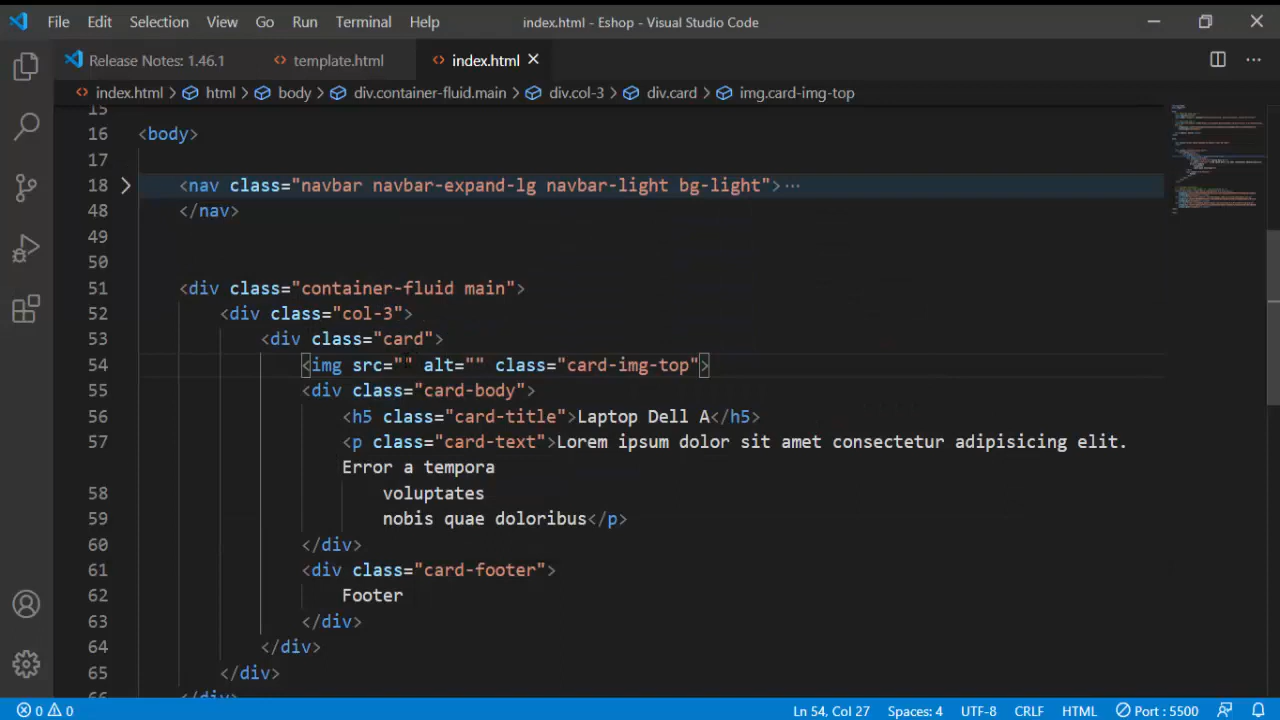 File Edit Selection View Go Run Terminal Help index.html - Eshop - Visual Studio Code
Release Notes: 1.46.1 template.html index.html
index.html html body div.container-fluid.main div.col-3 div.card img.card-img-top
15
16 <body>
17
18 <nav class="navbar navbar-expand-lg navbar-light bg-light">···
48 </nav>
49
50
51 <div class="container-fluid main">
52 <div class="col-3">
53 <div class="card">
54 <img src="" alt="" class="card-img-top">
55 <div class="card-body">
56 <h5 class="card-title">Laptop Dell A</h5>
57 <p class="card-text">Lorem ipsum dolor sit amet consectetur adipisicing elit.
Error a tempora
58 voluptates
59 nobis quae doloribus</p>
60 </div>
61 <div class="card-footer">
62 Footer
63 </div>
64 </div>
65 </div>
66 </div>
0 0 Ln 54, Col 27 Spaces: 4 UTF-8 CRLF HTML Port : 5500